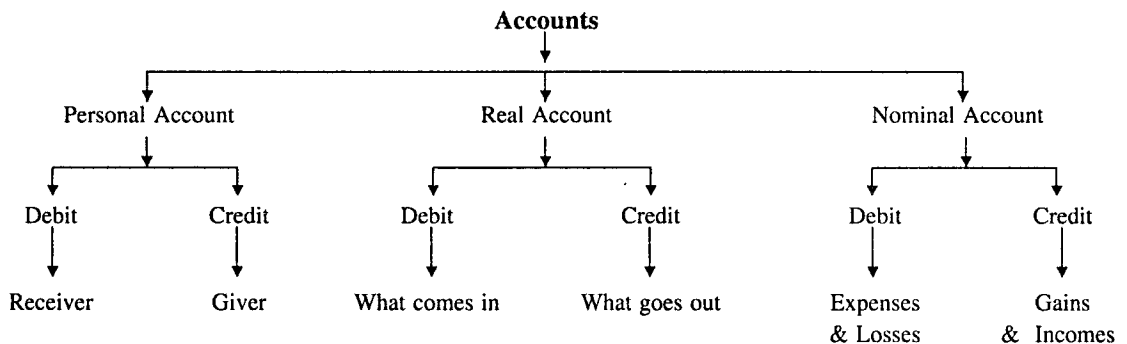 Accounts
Personal Account Real Account Nominal Account
Debit Credit Debit Credit Debit Credit
Receiver Giver What comes in What goes out Expenses Gains
& Losses & Incomes